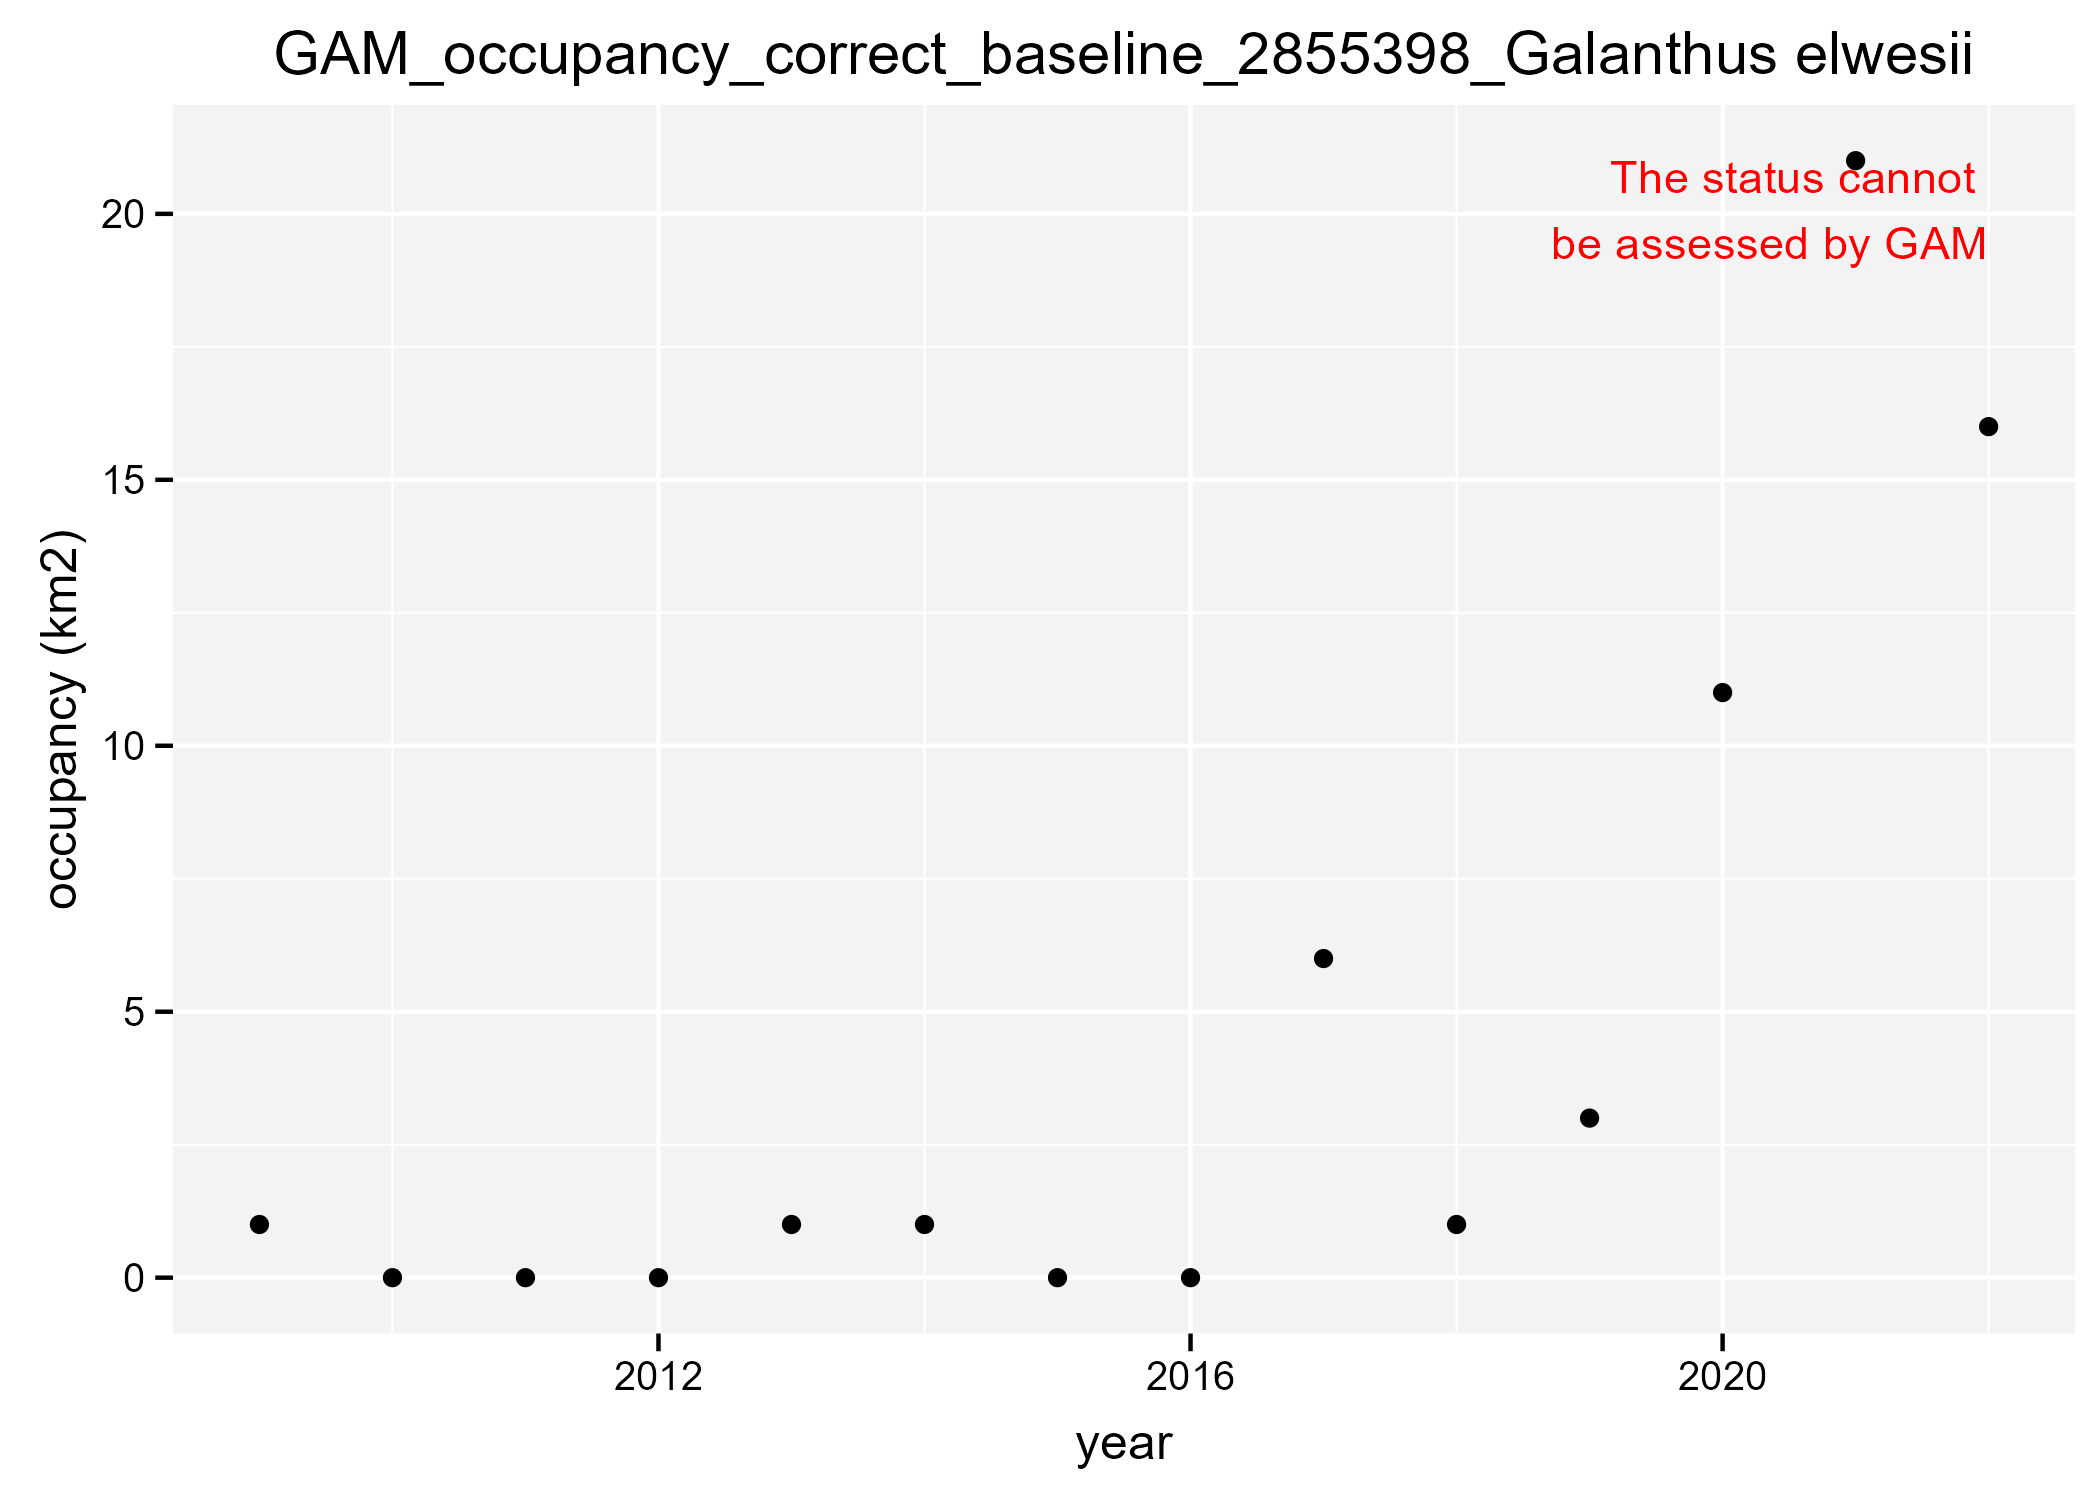 GAM_occupancy_correct_baseline_2855398_Galanthus elwesii
The status cannot
be assessed by GAM
20
15
10
5
0
occupancy (km2)
2012
2016
2020
year